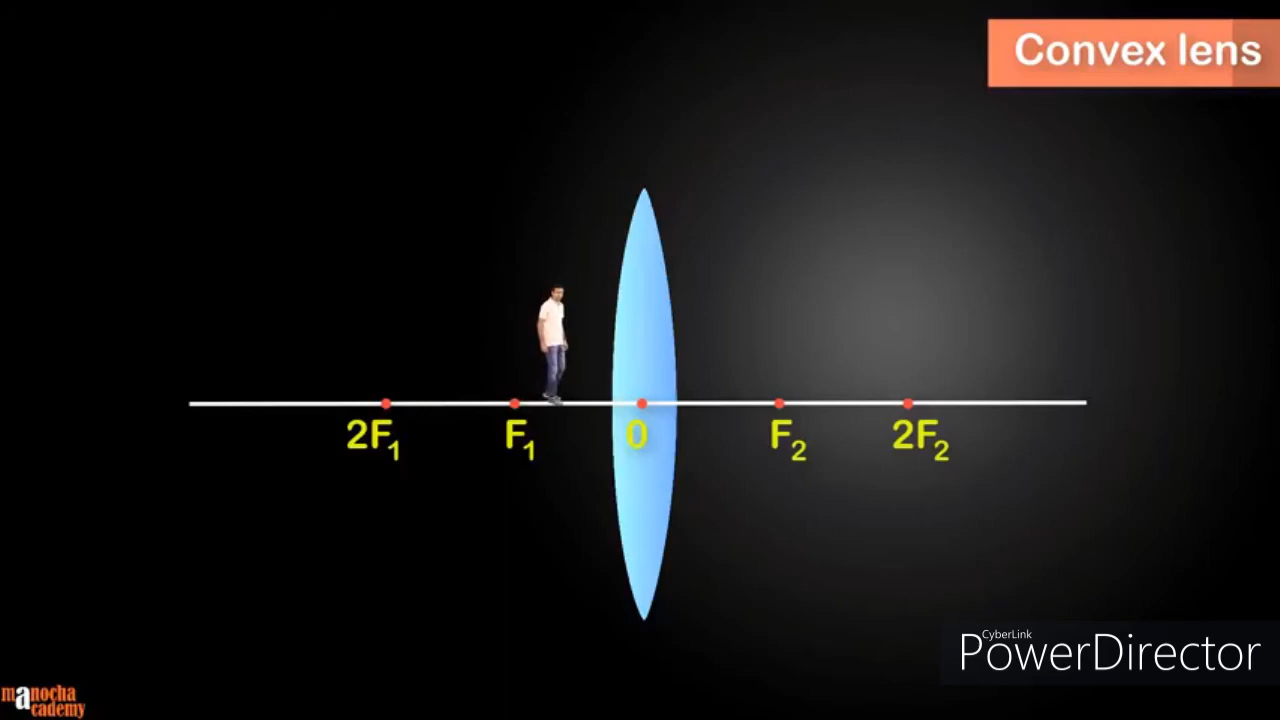 Convex lens
2F₁ F₁ 0 F₂ 2F₂
CyberLink
PowerDirector
manocha
academy